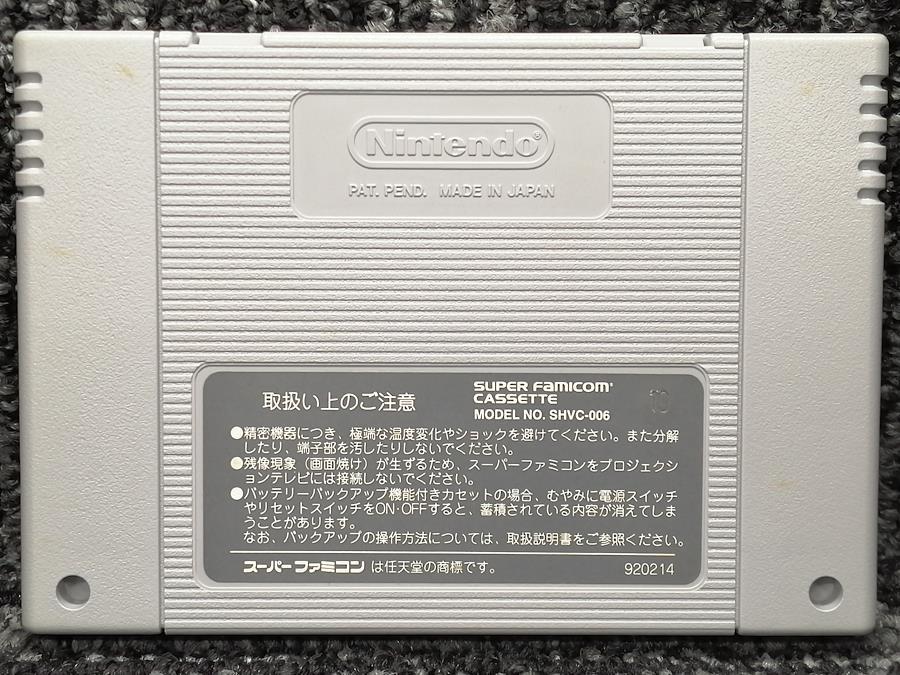 Nintendo®
PAT. PEND. MADE IN JAPAN
取扱い上のご注意
SUPER FAMICOM®
CASSETTE
MODEL NO. SHVC-006
10
●精密機器につき、極端な温度変化やショックを避けてください。また分解
したり、端子部を汚したりしないでください。
●残像現象（画面焼け）が生ずるため、スーパーファミコンをプロジェクシ
ョンテレビには接続しないでください。
●バッテリーバックアップ機能付きカセットの場合、むやみに電源スイッチ
やリセットスイッチをON·OFFすると、蓄積されている内容が消えてしま
うことがあります。
なお、バックアップの操作方法については、取扱説明書をご参照ください。
スーパーファミコン は任天堂の商標です。
920214